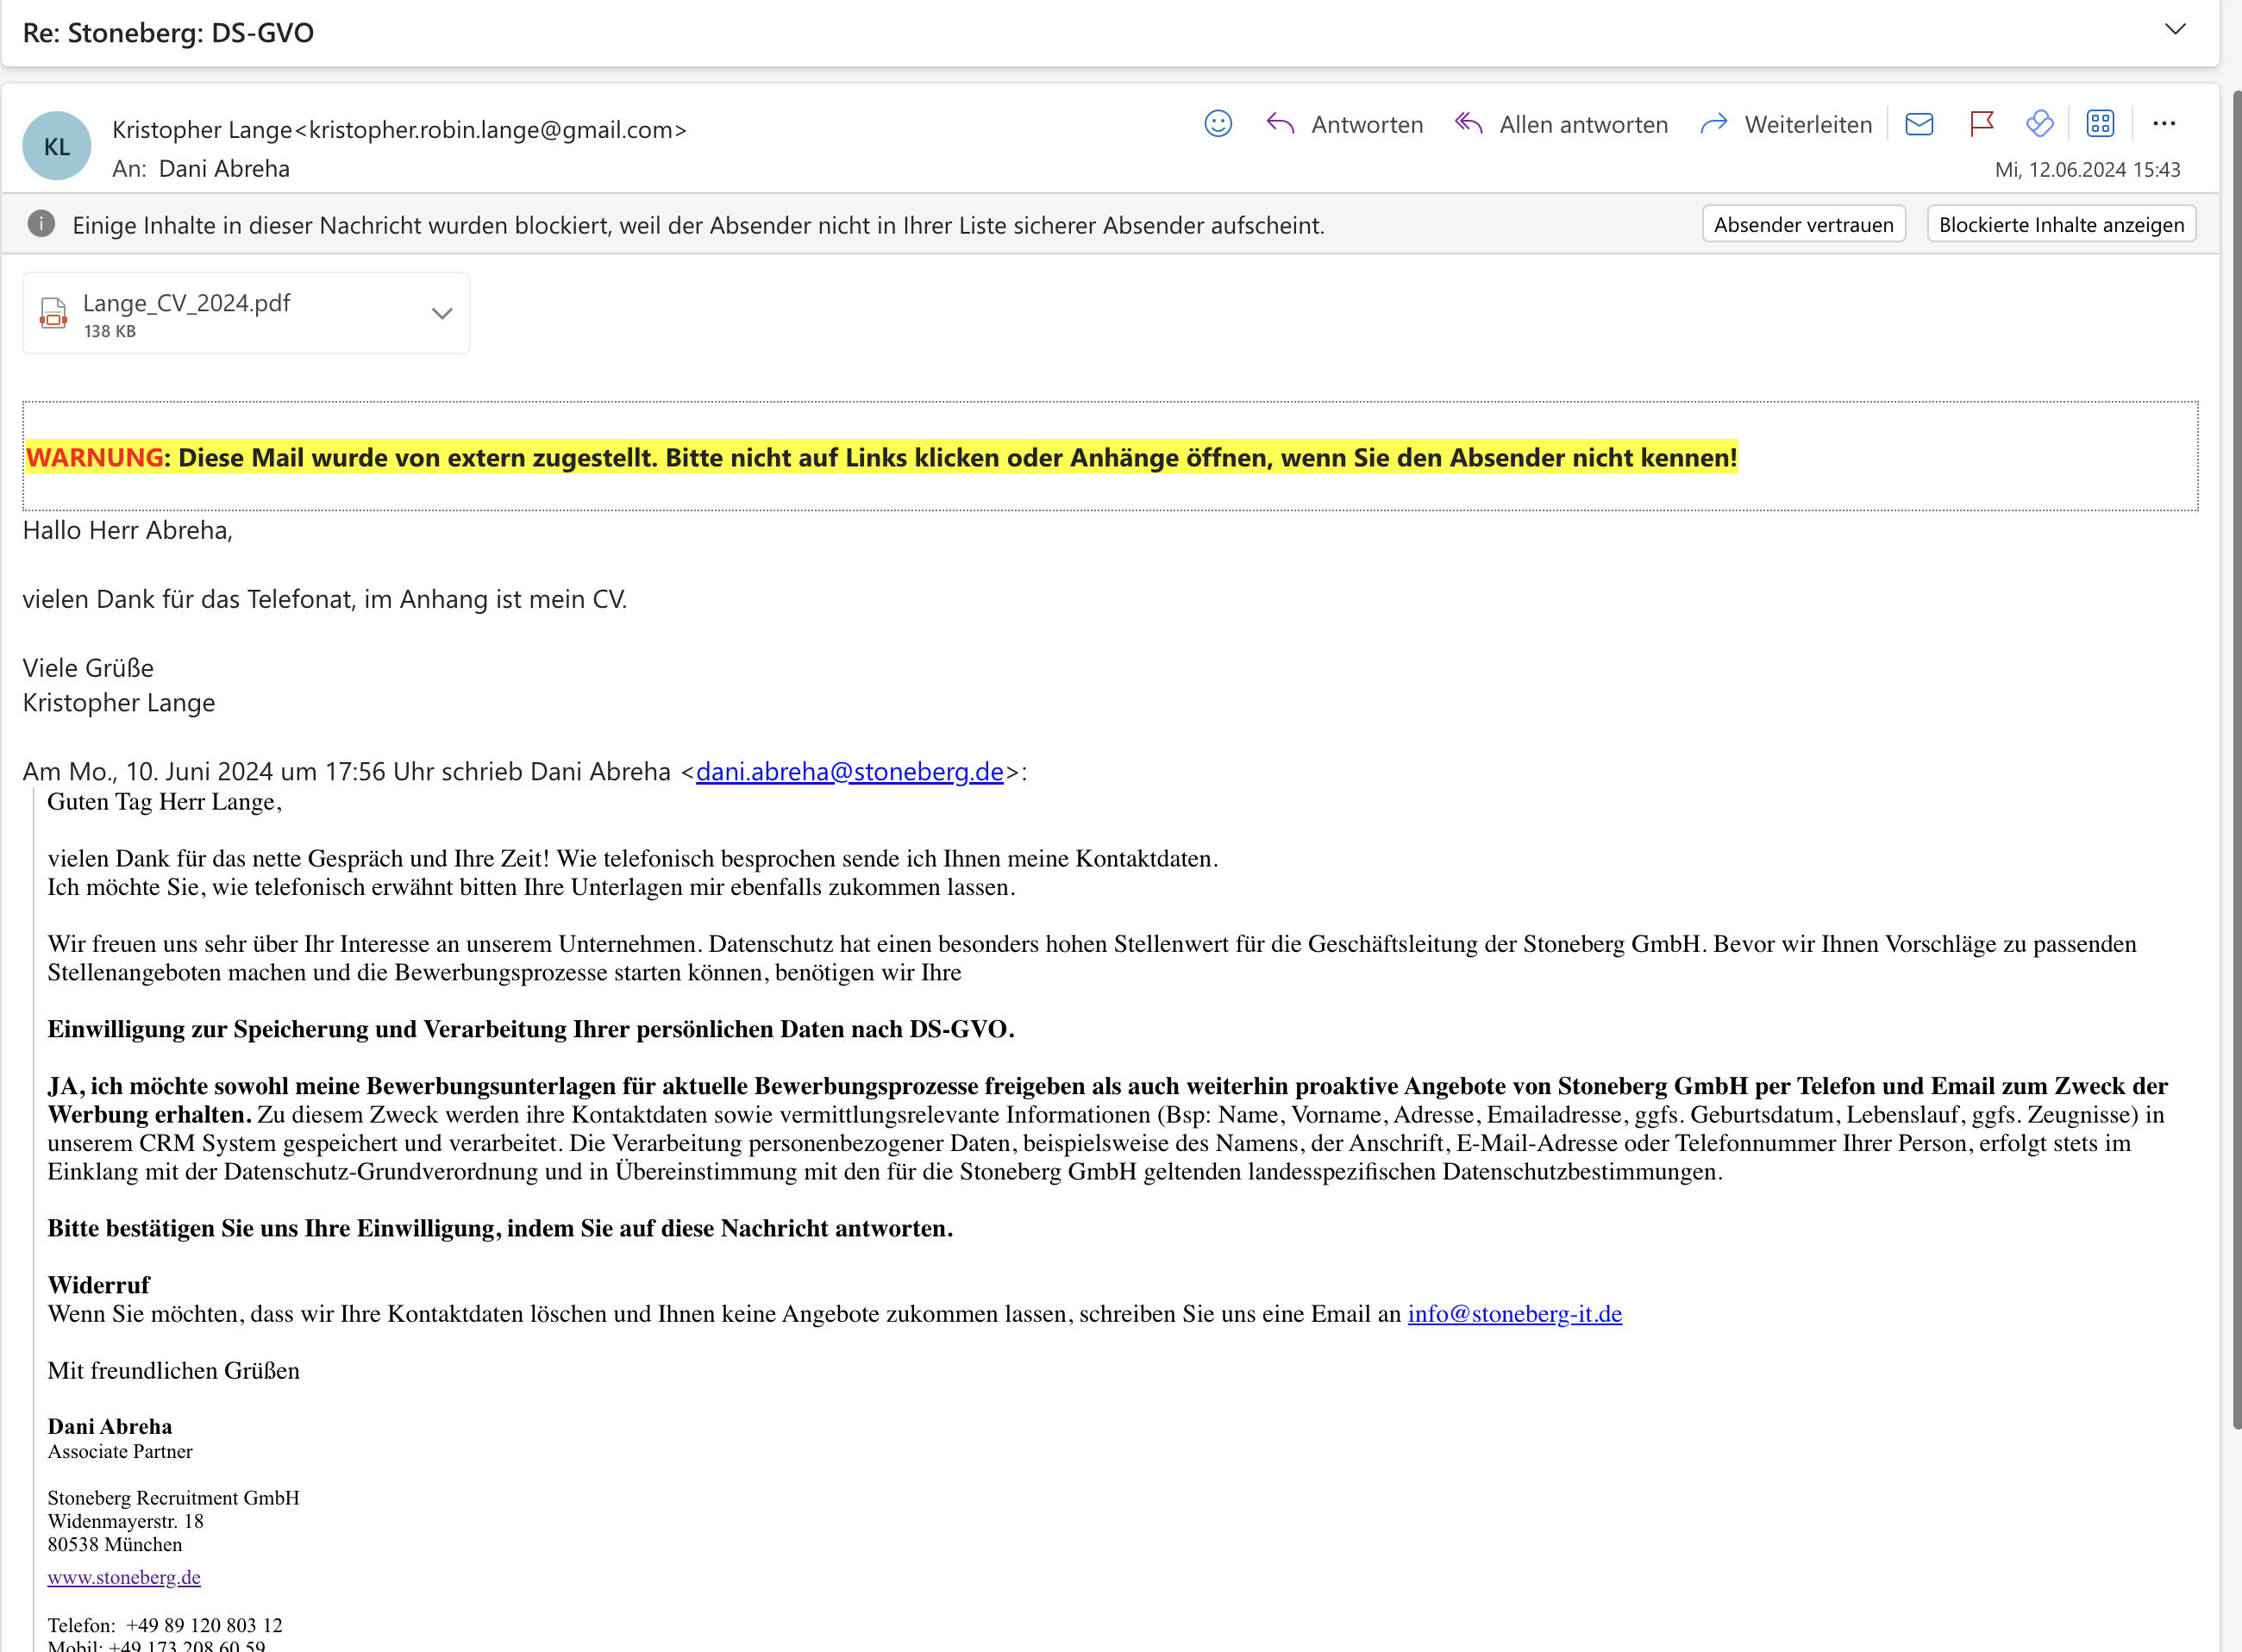 Re: Stoneberg: DS-GVO
KL
Kristopher Lange<kristopher.robin.lange@gmail.com>
An: Dani Abreha
Antworten
Allen antworten
Weiterleiten
Mi, 12.06.2024 15:43
Einige Inhalte in dieser Nachricht wurden blockiert, weil der Absender nicht in Ihrer Liste sicherer Absender aufscheint.
Absender vertrauen
Blockierte Inhalte anzeigen
Lange_CV_2024.pdf
138 KB
WARNUNG: Diese Mail wurde von extern zugestellt. Bitte nicht auf Links klicken oder Anhänge öffnen, wenn Sie den Absender nicht kennen!
Hallo Herr Abreha,
vielen Dank für das Telefonat, im Anhang ist mein CV.
Viele Grüße
Kristopher Lange
Am Mo., 10. Juni 2024 um 17:56 Uhr schrieb Dani Abreha <dani.abreha@stoneberg.de>:
Guten Tag Herr Lange,
vielen Dank für das nette Gespräch und Ihre Zeit! Wie telefonisch besprochen sende ich Ihnen meine Kontaktdaten.
Ich möchte Sie, wie telefonisch erwähnt bitten Ihre Unterlagen mir ebenfalls zukommen lassen.
Wir freuen uns sehr über Ihr Interesse an unserem Unternehmen. Datenschutz hat einen besonders hohen Stellenwert für die Geschäftsleitung der Stoneberg GmbH. Bevor wir Ihnen Vorschläge zu passenden
Stellenangeboten machen und die Bewerbungsprozesse starten können, benötigen wir Ihre
Einwilligung zur Speicherung und Verarbeitung Ihrer persönlichen Daten nach DS-GVO.
JA, ich möchte sowohl meine Bewerbungsunterlagen für aktuelle Bewerbungsprozesse freigeben als auch weiterhin proaktive Angebote von Stoneberg GmbH per Telefon und Email zum Zweck der
Werbung erhalten. Zu diesem Zweck werden ihre Kontaktdaten sowie vermittlungsrelevante Informationen (Bsp: Name, Vorname, Adresse, Emailadresse, ggfs. Geburtsdatum, Lebenslauf, ggfs. Zeugnisse) in
unserem CRM System gespeichert und verarbeitet. Die Verarbeitung personenbezogener Daten, beispielsweise des Namens, der Anschrift, E-Mail-Adresse oder Telefonnummer Ihrer Person, erfolgt stets im
Einklang mit der Datenschutz-Grundverordnung und in Übereinstimmung mit den für die Stoneberg GmbH geltenden landesspezifischen Datenschutzbestimmungen.
Bitte bestätigen Sie uns Ihre Einwilligung, indem Sie auf diese Nachricht antworten.
Widerruf
Wenn Sie möchten, dass wir Ihre Kontaktdaten löschen und Ihnen keine Angebote zukommen lassen, schreiben Sie uns eine Email an info@stoneberg-it.de
Mit freundlichen Grüßen
Dani Abreha
Associate Partner
Stoneberg Recruitment GmbH
Widenmayerstr. 18
80538 München
www.stoneberg.de
Telefon: +49 89 120 803 12
Mobil: +49 173 208 60 59